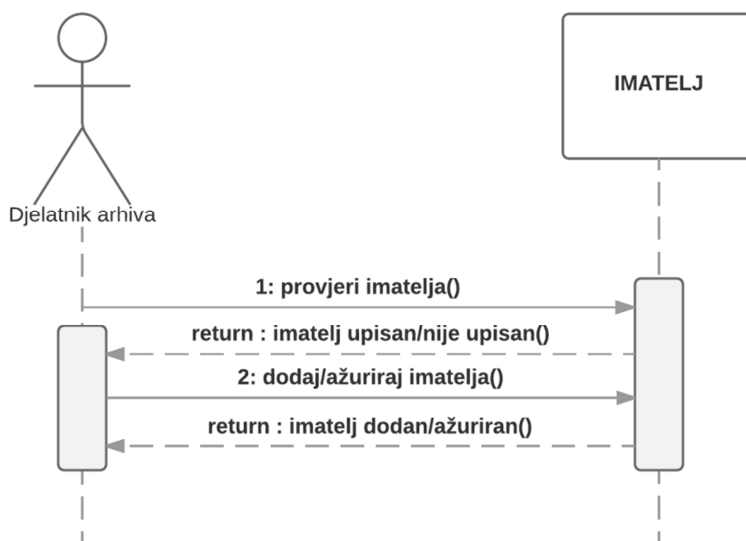 IMATELJ
Djelatnik arhiva
1: provjeri imatelja()
return : imatelj upisan/nije upisan()
2: dodaj/ažuriraj imatelja()
return : imatelj dodan/ažuriran()